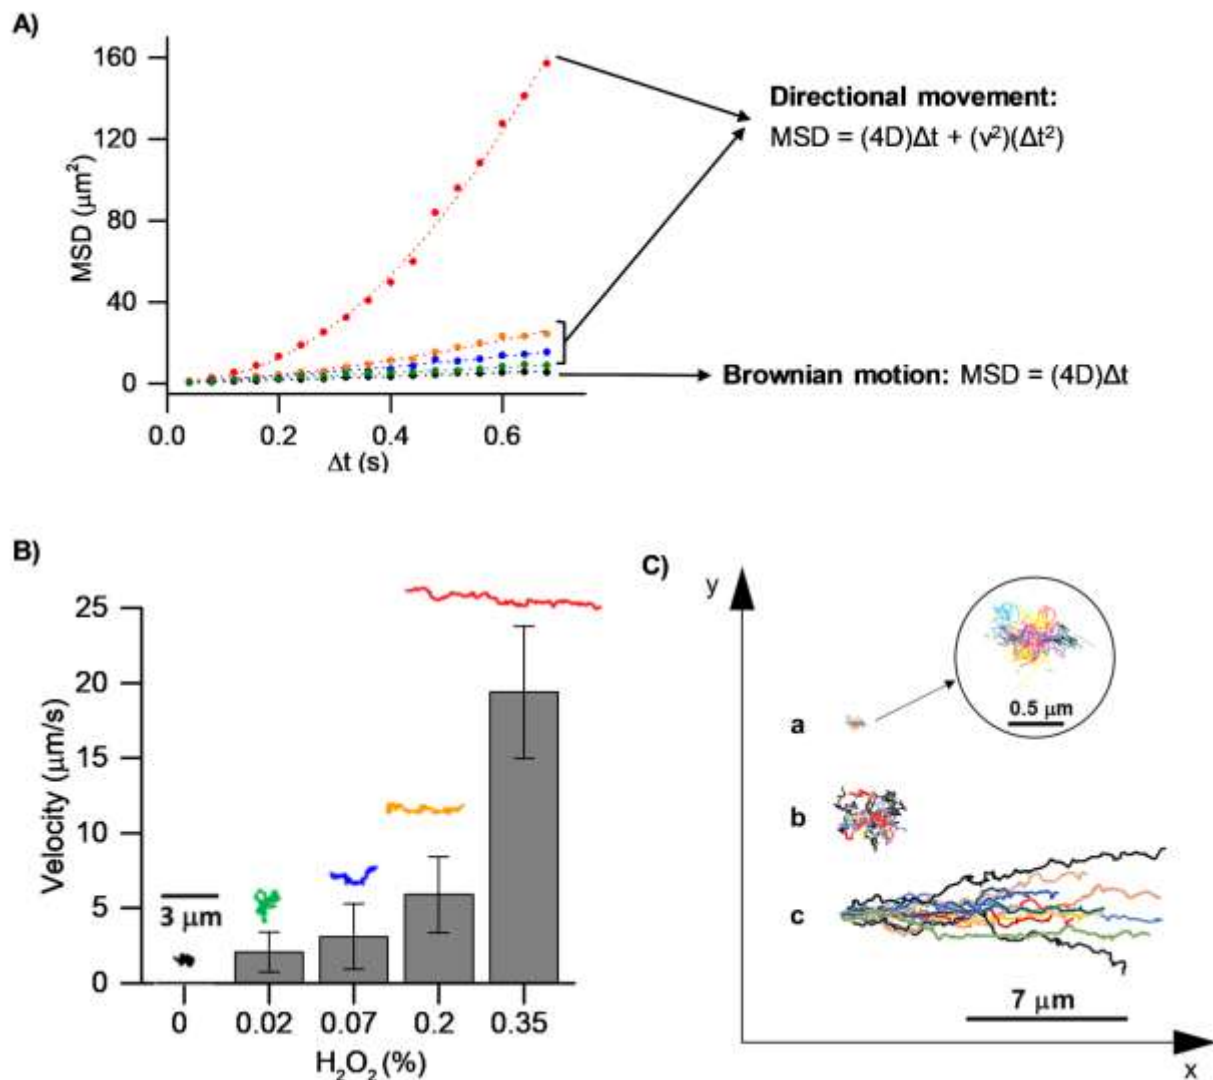 A)
160
120
80
40
0
MSD (μm²)
0.0 0.2 0.4 0.6
Δt (s)
Directional movement:
MSD = (4D)Δt + (v²)(Δt²)
Brownian motion: MSD = (4D)Δt
B)
25
20
15
10
5
0
Velocity (μm/s)
3 μm
0 0.02 0.07 0.2 0.35
H₂O₂ (%)
C)
y
0.5 μm
a
b
c
7 μm
x